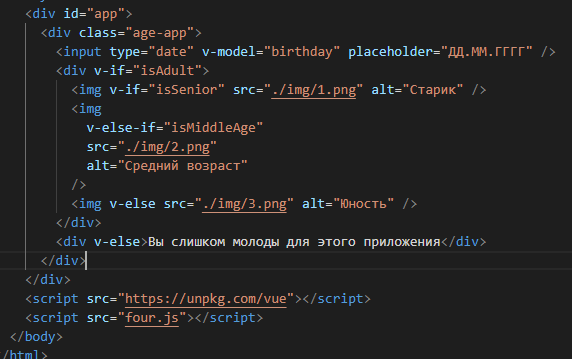 <div id="app">
<div class="age-app">
<input type="date" v-model="birthday" placeholder="ДД.ММ.ГГГГ" />
<div v-if="isAdult">
<img v-if="isSenior" src="./img/1.png" alt="Старик" />
<img
v-else-if="isMiddleAge"
src="./img/2.png"
alt="Средний возраст"
/>
<img v-else src="./img/3.png" alt="Юность" />
</div>
<div v-else>Вы слишком молоды для этого приложения</div>
</div>
</div>
<script src="https://unpkg.com/vue"></script>
<script src="four.js"></script>
</body>
</html>